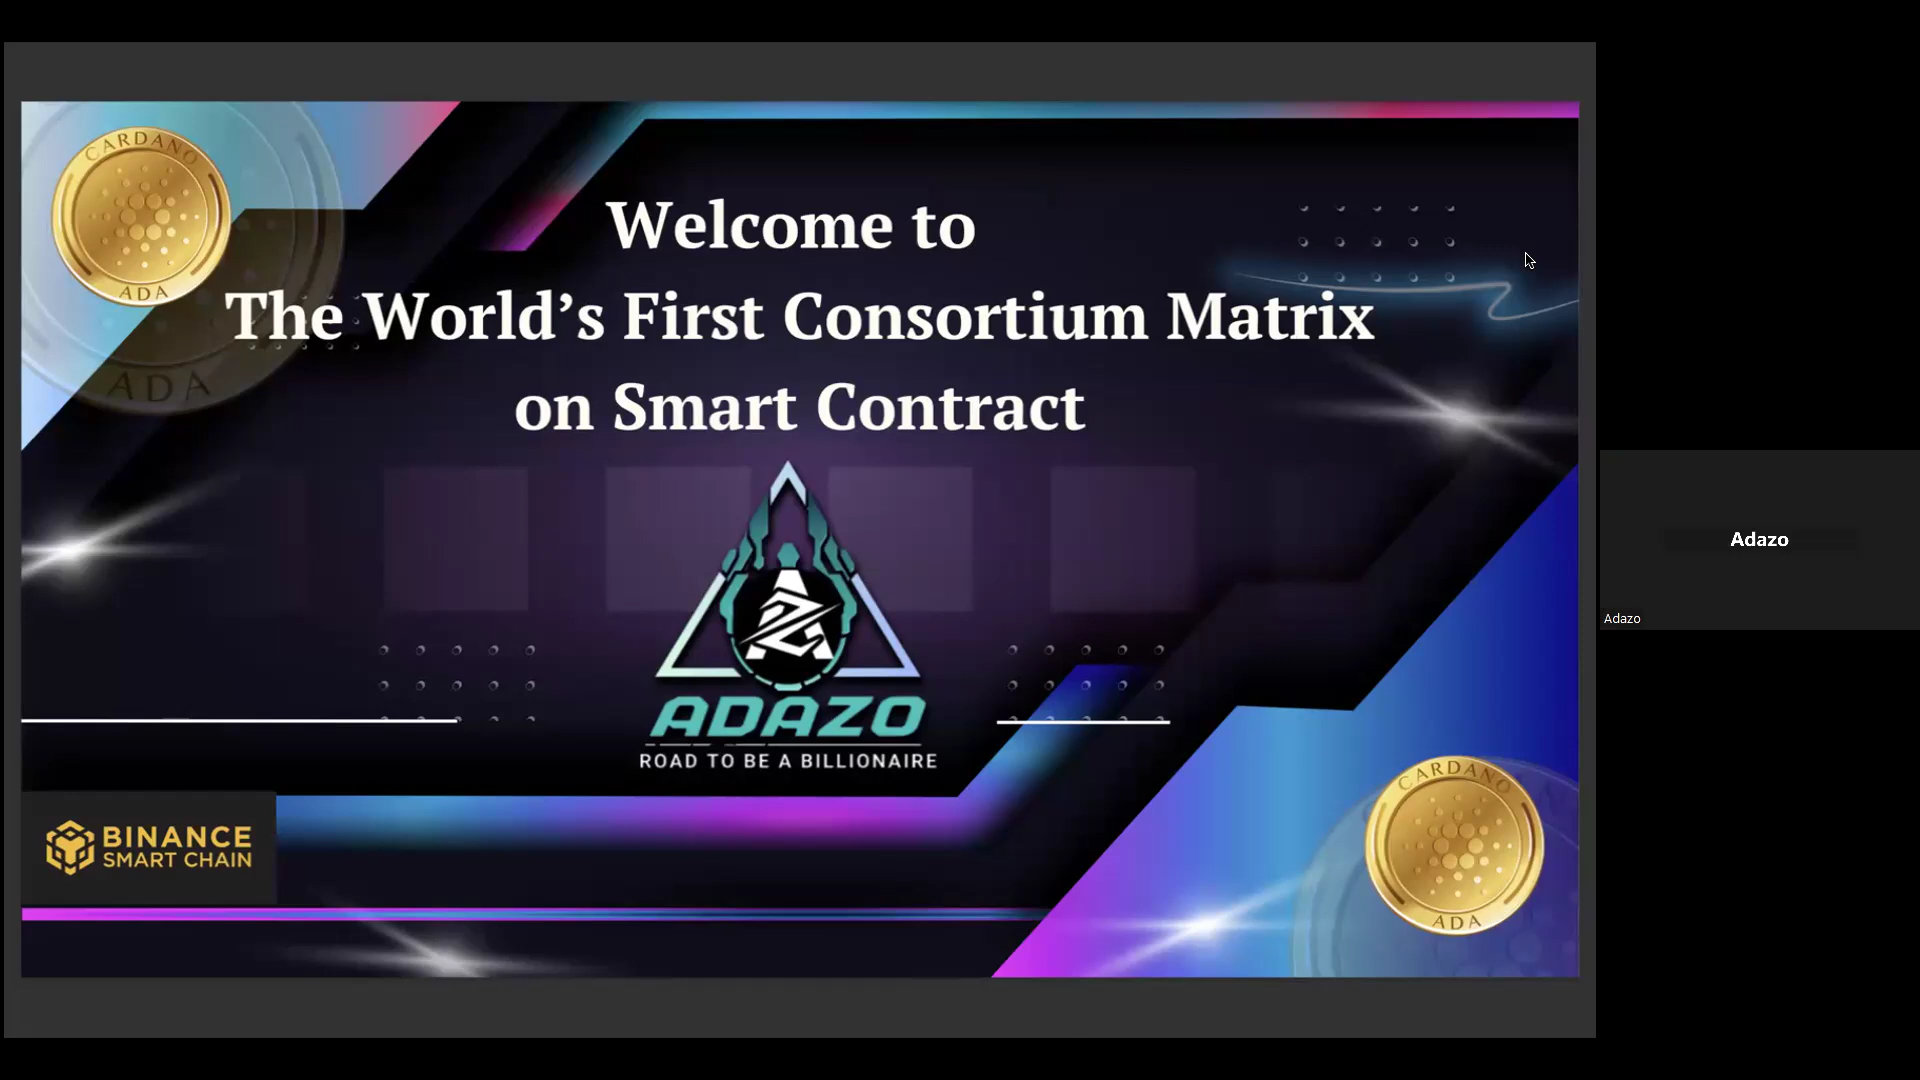 CARDANO
ADA
ADA
Welcome to
The World’s First Consortium Matrix
on Smart Contract
ADAZO
ROAD TO BE A BILLIONAIRE
BINANCE
SMART CHAIN
CARDANO
ADA
Adazo
Adazo